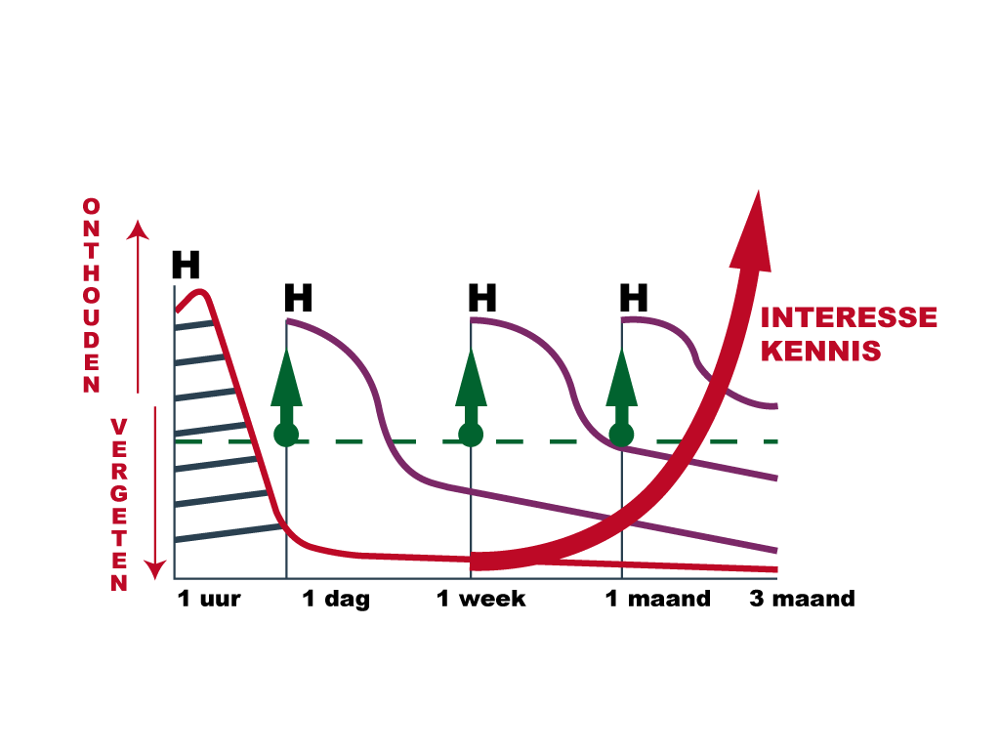 ONTHOUDEN
VERGETEN
H
H
H
H
INTERESSE
KENNIS
1 uur
1 dag
1 week
1 maand
3 maand